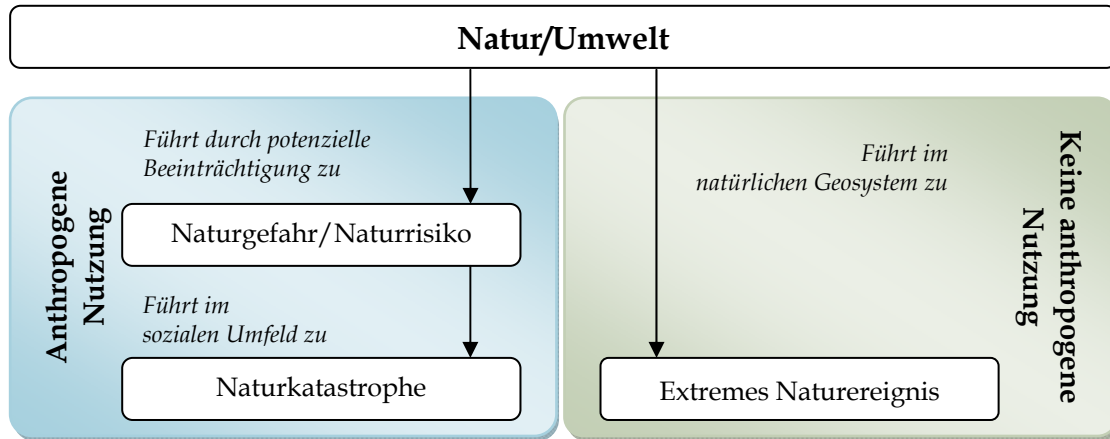 Natur/Umwelt
Anthropogene
Nutzung
Führt durch potenzielle
Beeinträchtigung zu
Naturgefahr/Naturrisiko
Führt im
sozialen Umfeld zu
Naturkatastrophe
Führt im
natürlichen Geosystem zu
Extremes Naturereignis
Keine anthropogene
Nutzung